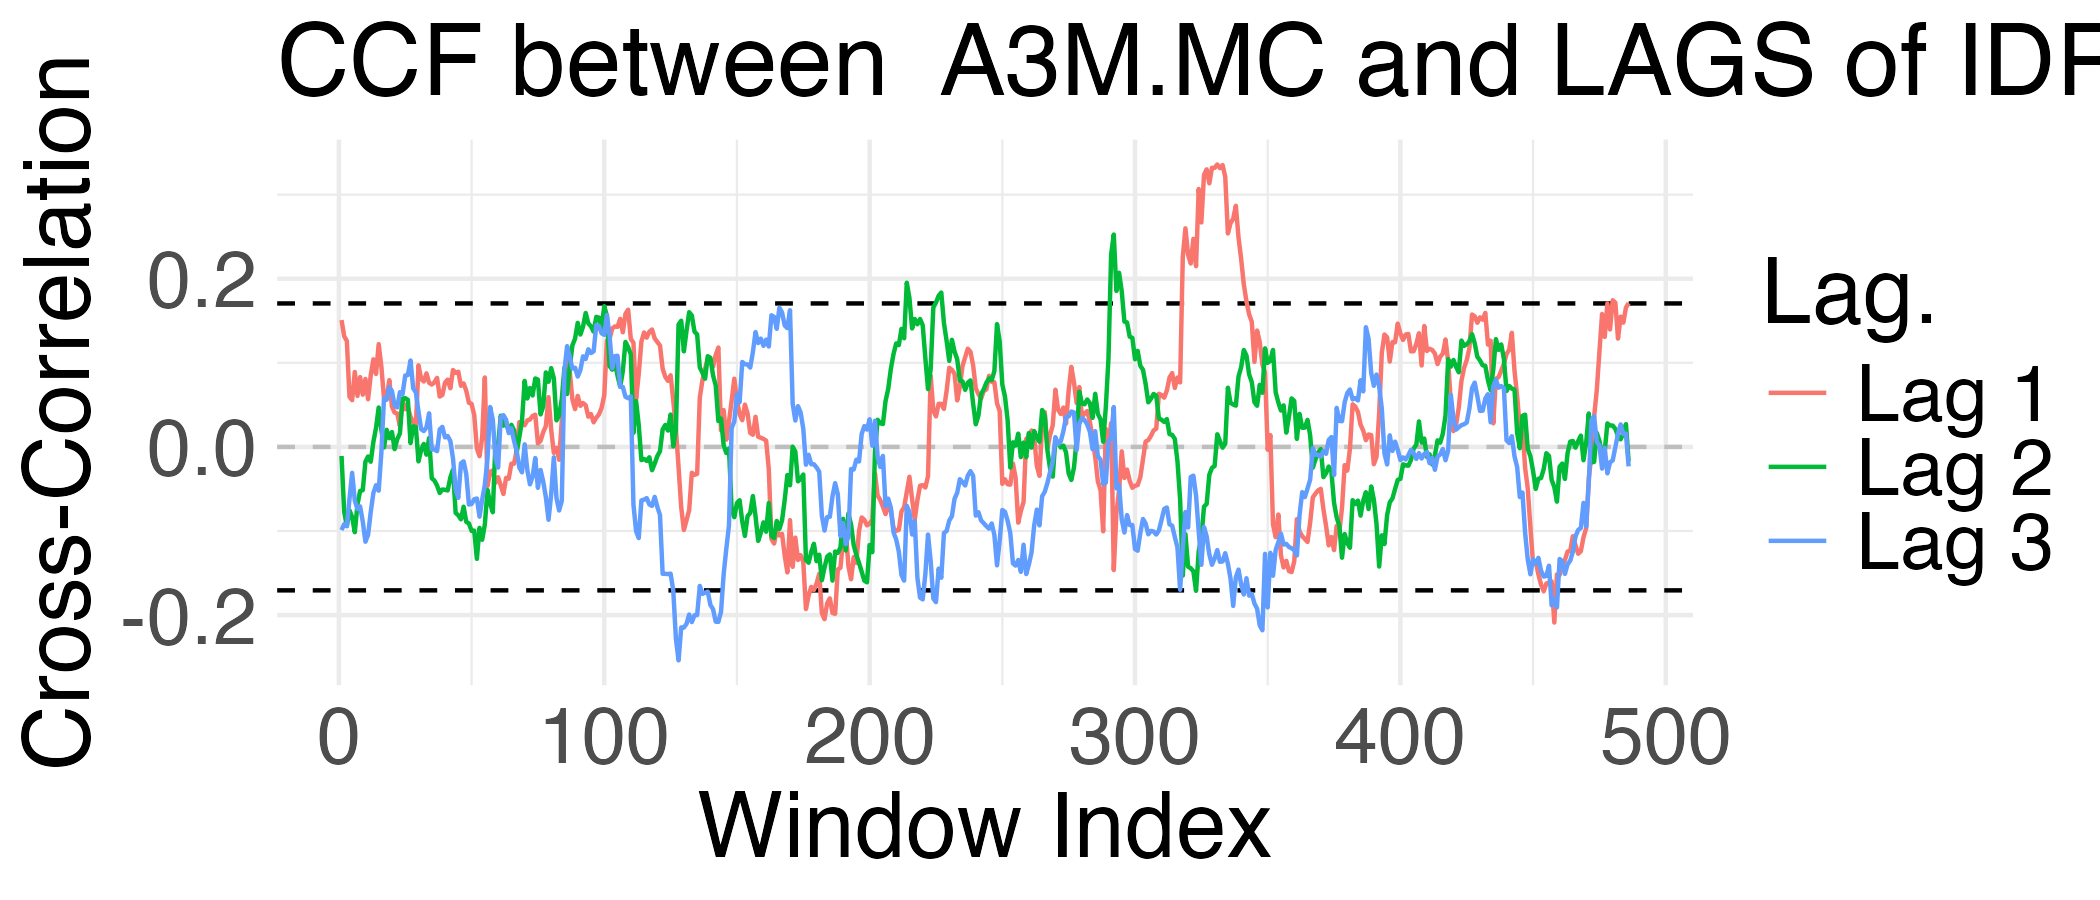 CCF between  A3M.MC and LAGS of IDF
Cross-Correlation
0.2
0.0
-0.2
0
100
200
300
400
500
Window Index
Lag.
Lag 1
Lag 2
Lag 3